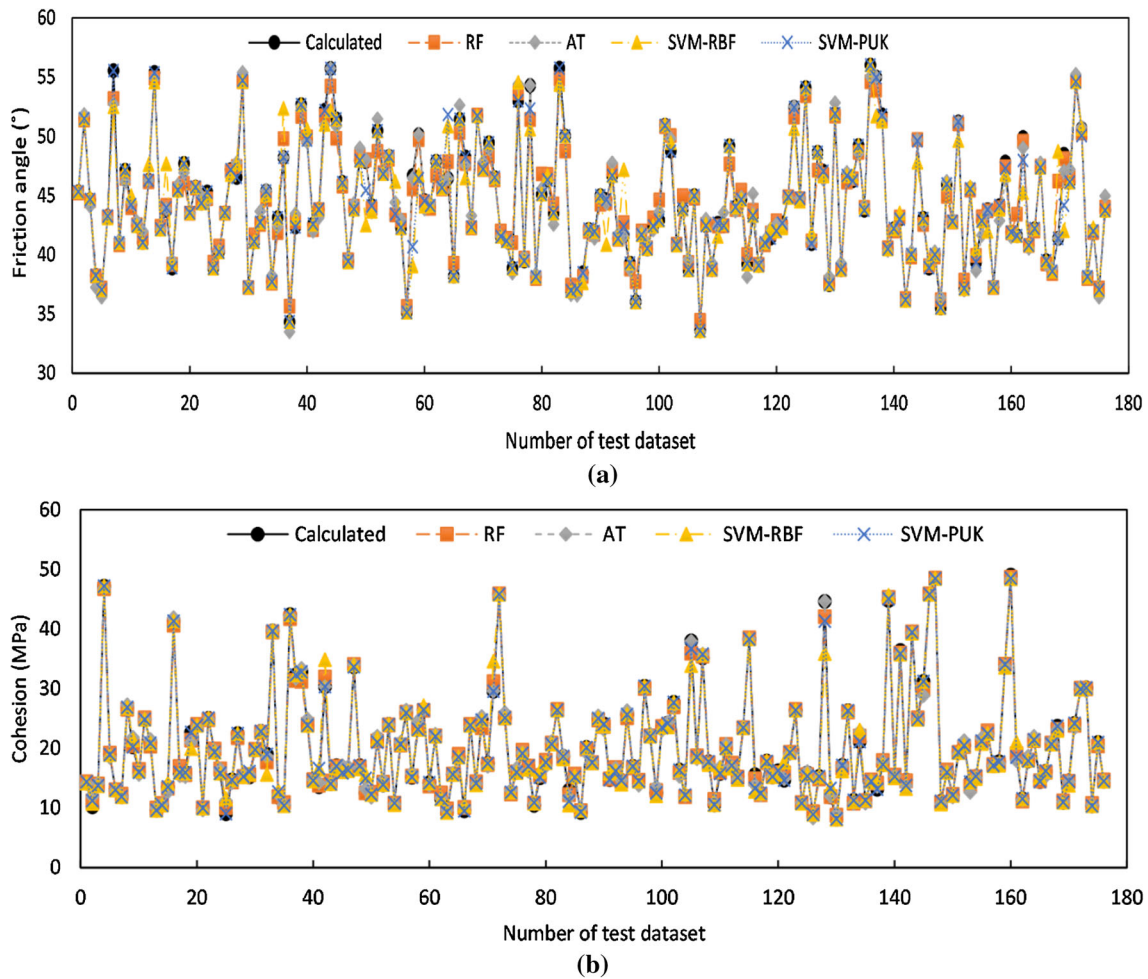 60
55
50
45
40
35
30
Friction angle (°)
Calculated RF AT SVM-RBF SVM-PUK
0 20 40 60 80 100 120 140 160 180
Number of test dataset
(a)
60
50
40
30
20
10
0
Cohesion (MPa)
Calculated RF AT SVM-RBF SVM-PUK
0 20 40 60 80 100 120 140 160 180
Number of test dataset
(b)